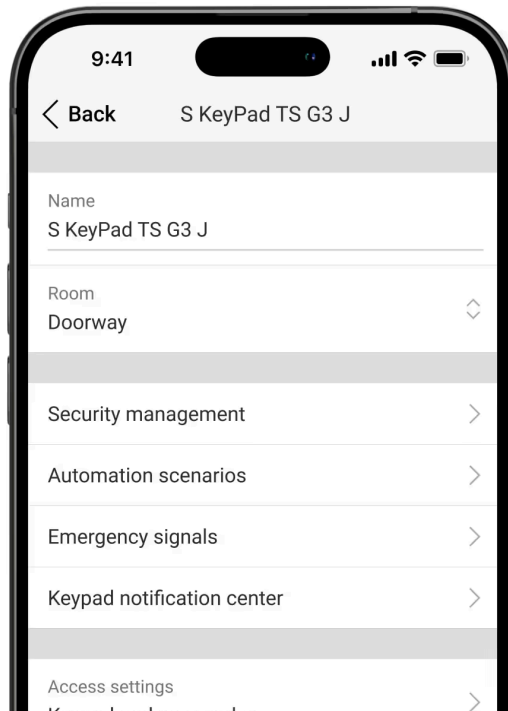 9:41
Back S KeyPad TS G3 J
Name
S KeyPad TS G3 J
Room
Doorway
Security management
Automation scenarios
Emergency signals
Keypad notification center
Access settings